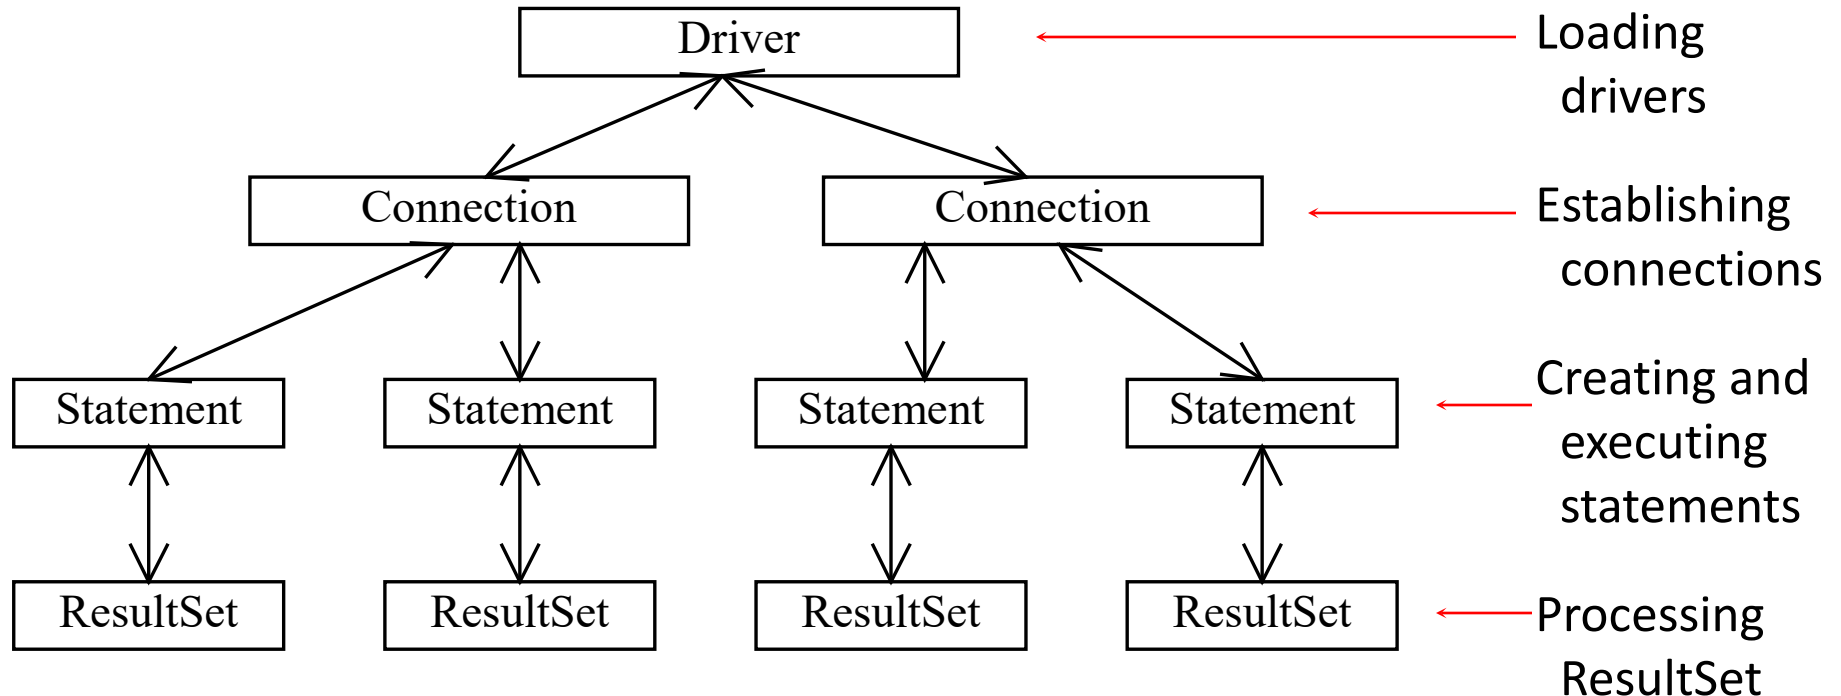 Driver
Loading
drivers
Connection
Connection
Establishing
connections
Statement
Statement
Statement
Statement
Creating and
executing
statements
ResultSet
ResultSet
ResultSet
ResultSet
Processing
ResultSet